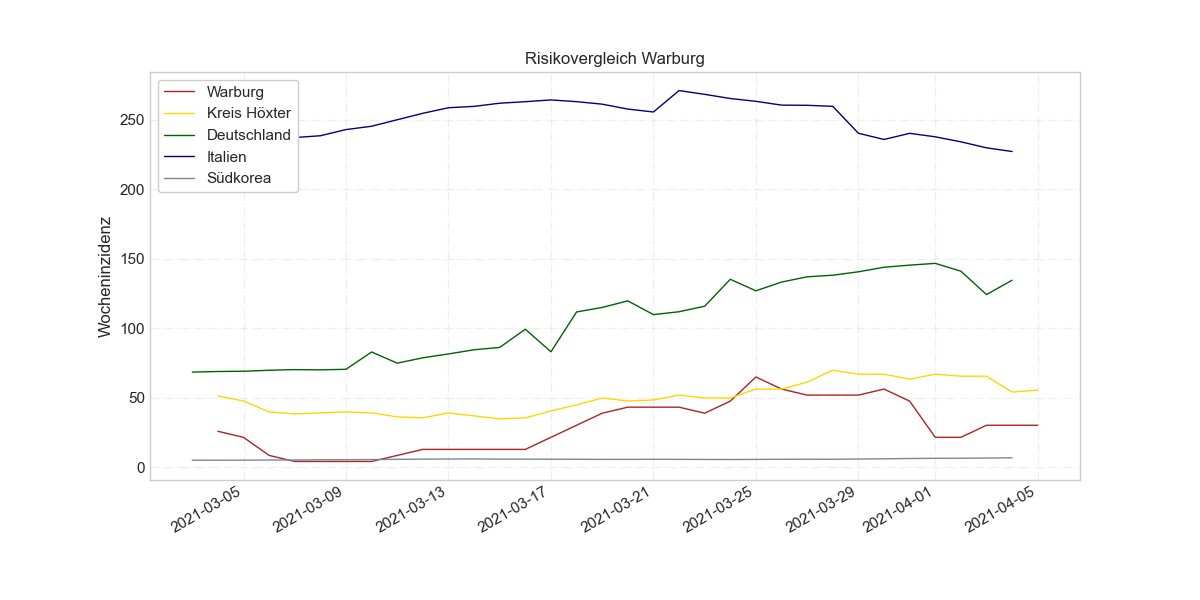 Risikovergleich Warburg
Warburg
Kreis Höxter
Deutschland
Italien
Südkorea
Wocheninzidenz
250
200
150
100
50
0
2021-03-05
2021-03-09
2021-03-13
2021-03-17
2021-03-21
2021-03-25
2021-03-29
2021-04-01
2021-04-05